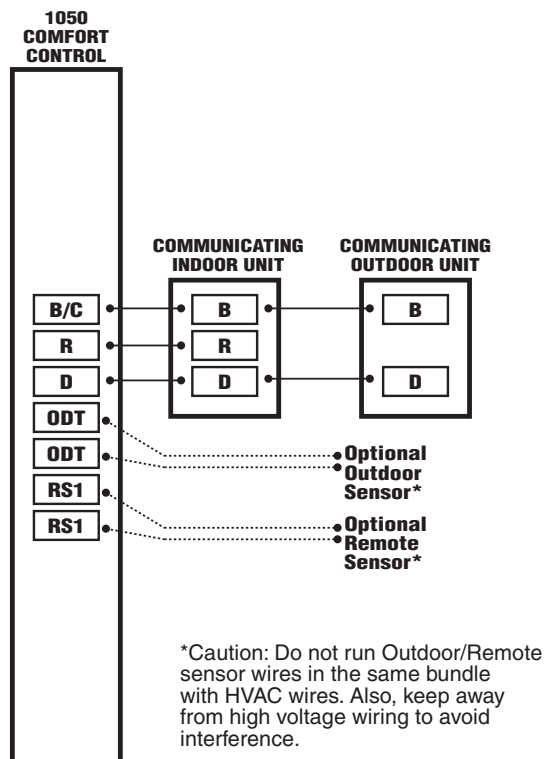 1050
COMFORT
CONTROL
COMMUNICATING
INDOOR UNIT
COMMUNICATING
OUTDOOR UNIT
B/C
B
B
R
R
D
D
D
ODT
ODT
Optional
Outdoor
Sensor*
RS1
RS1
Optional
Remote
Sensor*
*Caution: Do not run Outdoor/Remote
sensor wires in the same bundle
with HVAC wires. Also, keep away
from high voltage wiring to avoid
interference.